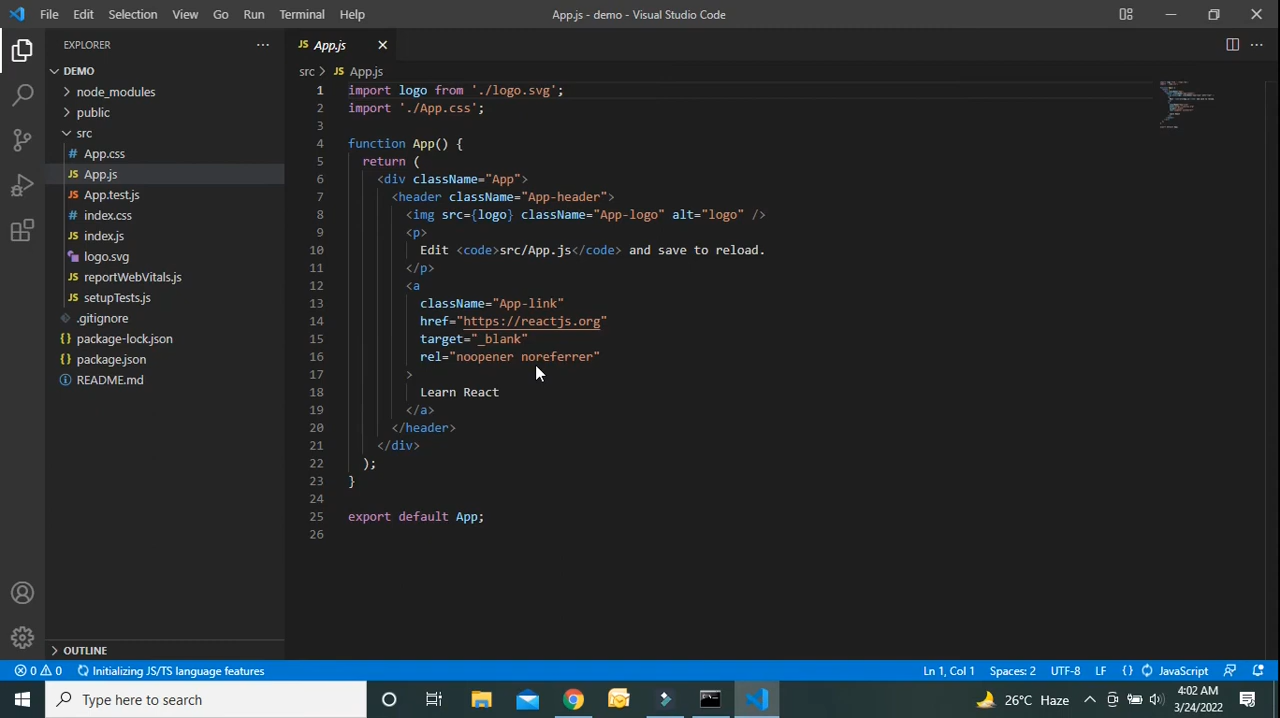 File Edit Selection View Go Run Terminal Help App.js - demo - Visual Studio Code
EXPLORER
DEMO
node_modules
public
src
App.css
App.js
App.test.js
index.css
index.js
logo.svg
reportWebVitals.js
setupTests.js
.gitignore
package-lock.json
package.json
README.md
OUTLINE
JS App.js
src > JS App.js
1 import logo from './logo.svg';
2 import './App.css';
3
4 function App() {
5 return (
6 <div className="App">
7 <header className="App-header">
8 <img src={logo} className="App-logo" alt="logo" />
9 <p>
10 Edit <code>src/App.js</code> and save to reload.
11 </p>
12 <a
13 className="App-link"
14 href="https://reactjs.org"
15 target="_blank"
16 rel="noopener noreferrer"
17 >
18 Learn React
19 </a>
20 </header>
21 </div>
22 );
23 }
24
25 export default App;
26
0 0 Initializing JS/TS language features Ln 1, Col 1 Spaces: 2 UTF-8 LF {} JavaScript
Type here to search 26°C Haze 4:02 AM
3/24/2022